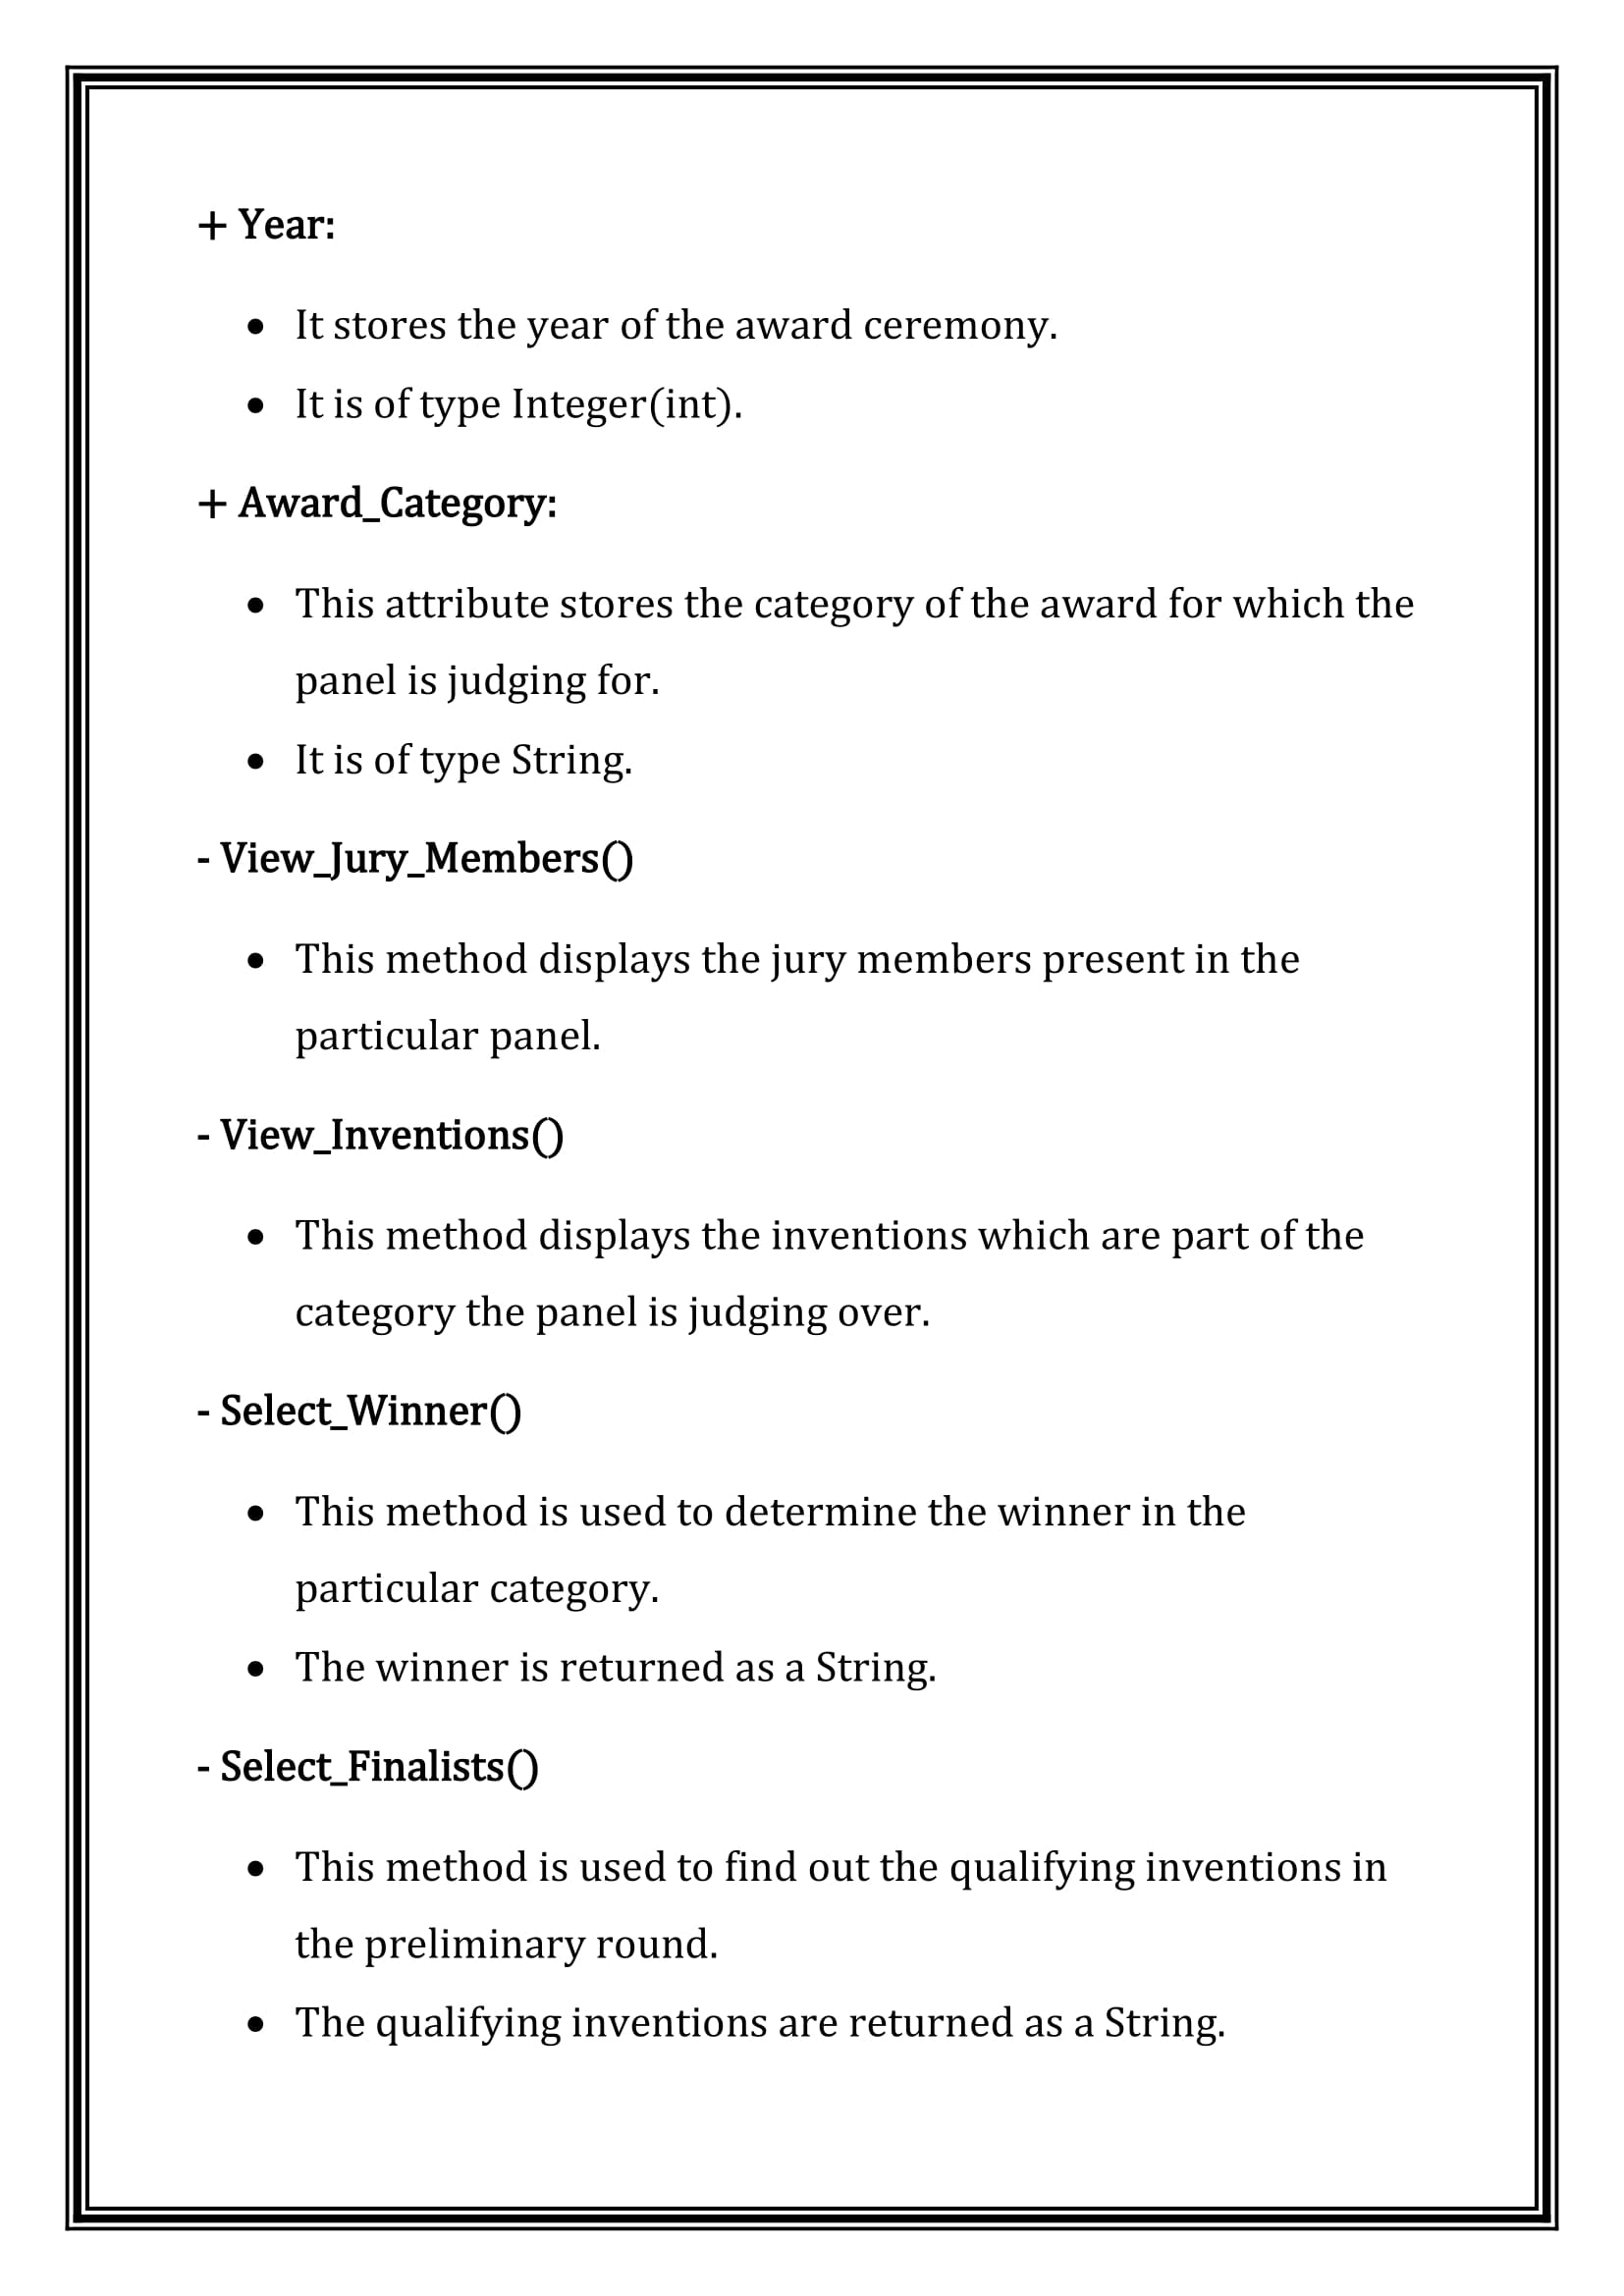 + Year:
• It stores the year of the award ceremony.
• It is of type Integer(int).
+ Award_Category:
• This attribute stores the category of the award for which the
panel is judging for.
• It is of type String.
- View_Jury_Members()
• This method displays the jury members present in the
particular panel.
- View_Inventions()
• This method displays the inventions which are part of the
category the panel is judging over.
- Select_Winner()
• This method is used to determine the winner in the
particular category.
• The winner is returned as a String.
- Select_Finalists()
• This method is used to find out the qualifying inventions in
the preliminary round.
• The qualifying inventions are returned as a String.